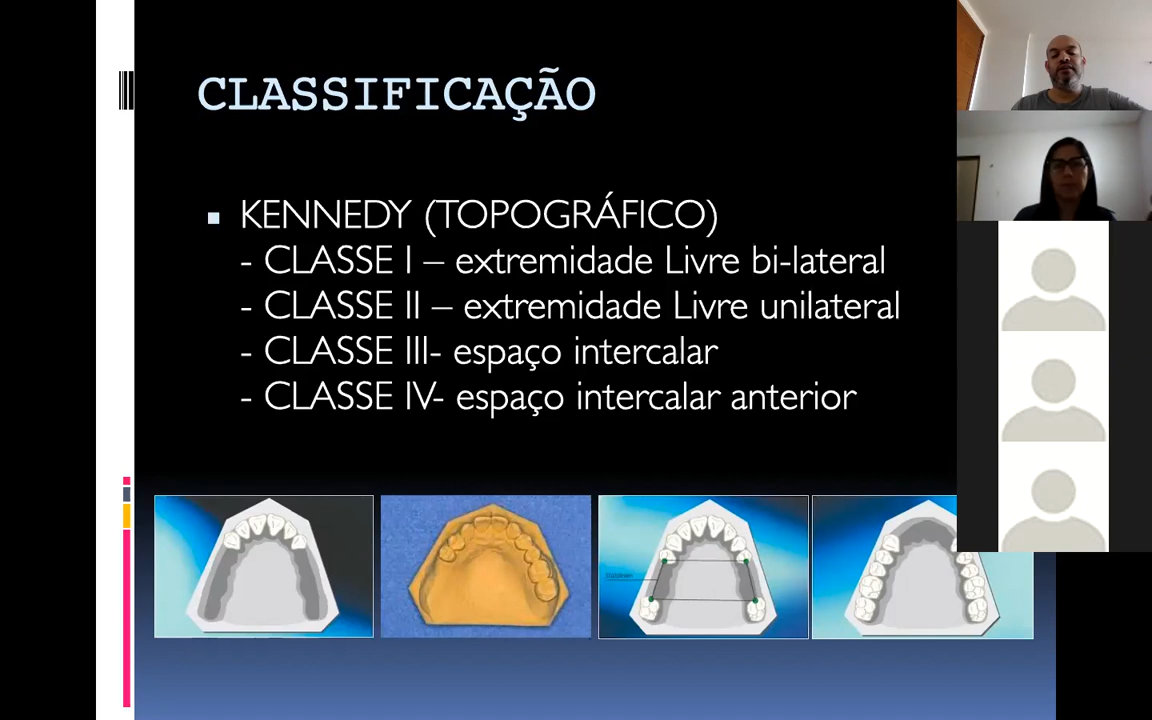 CLASSIFICAÇÃO
KENNEDY (TOPOGRÁFICO)
- CLASSE I – extremidade Livre bi-lateral
- CLASSE II – extremidade Livre unilateral
- CLASSE III- espaço intercalar
- CLASSE IV- espaço intercalar anterior